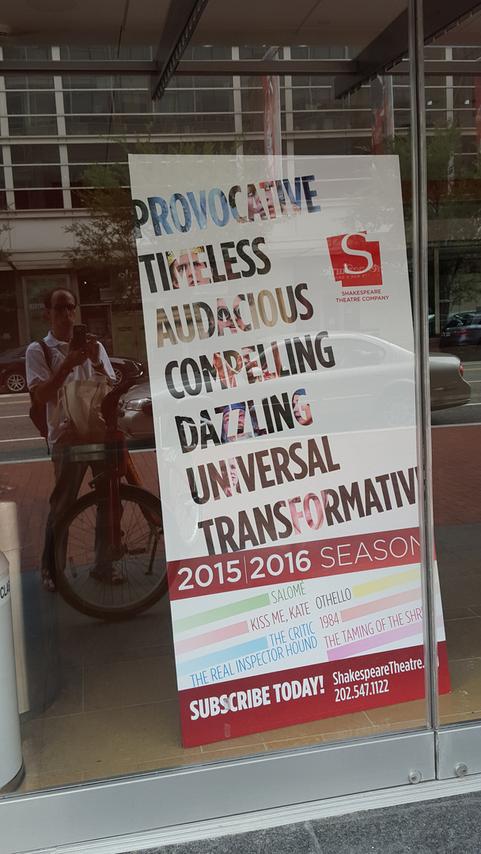 PROVOCATIVE
TIMELESS
AUDACIOUS
COMPELLING
DAZZLING
UNIVERSAL
TRANSFORMATIV
S
SHAKESPEARE
THEATRE COMPANY
2015|2016 SEASON
SALOMÉ
KISS ME, KATE
THE CRITIC
THE REAL INSPECTOR HOUND
OTHELLO
1984
THE TAMING OF THE SHR
SUBSCRIBE TODAY!
ShakespeareTheatre.
202.547.1122